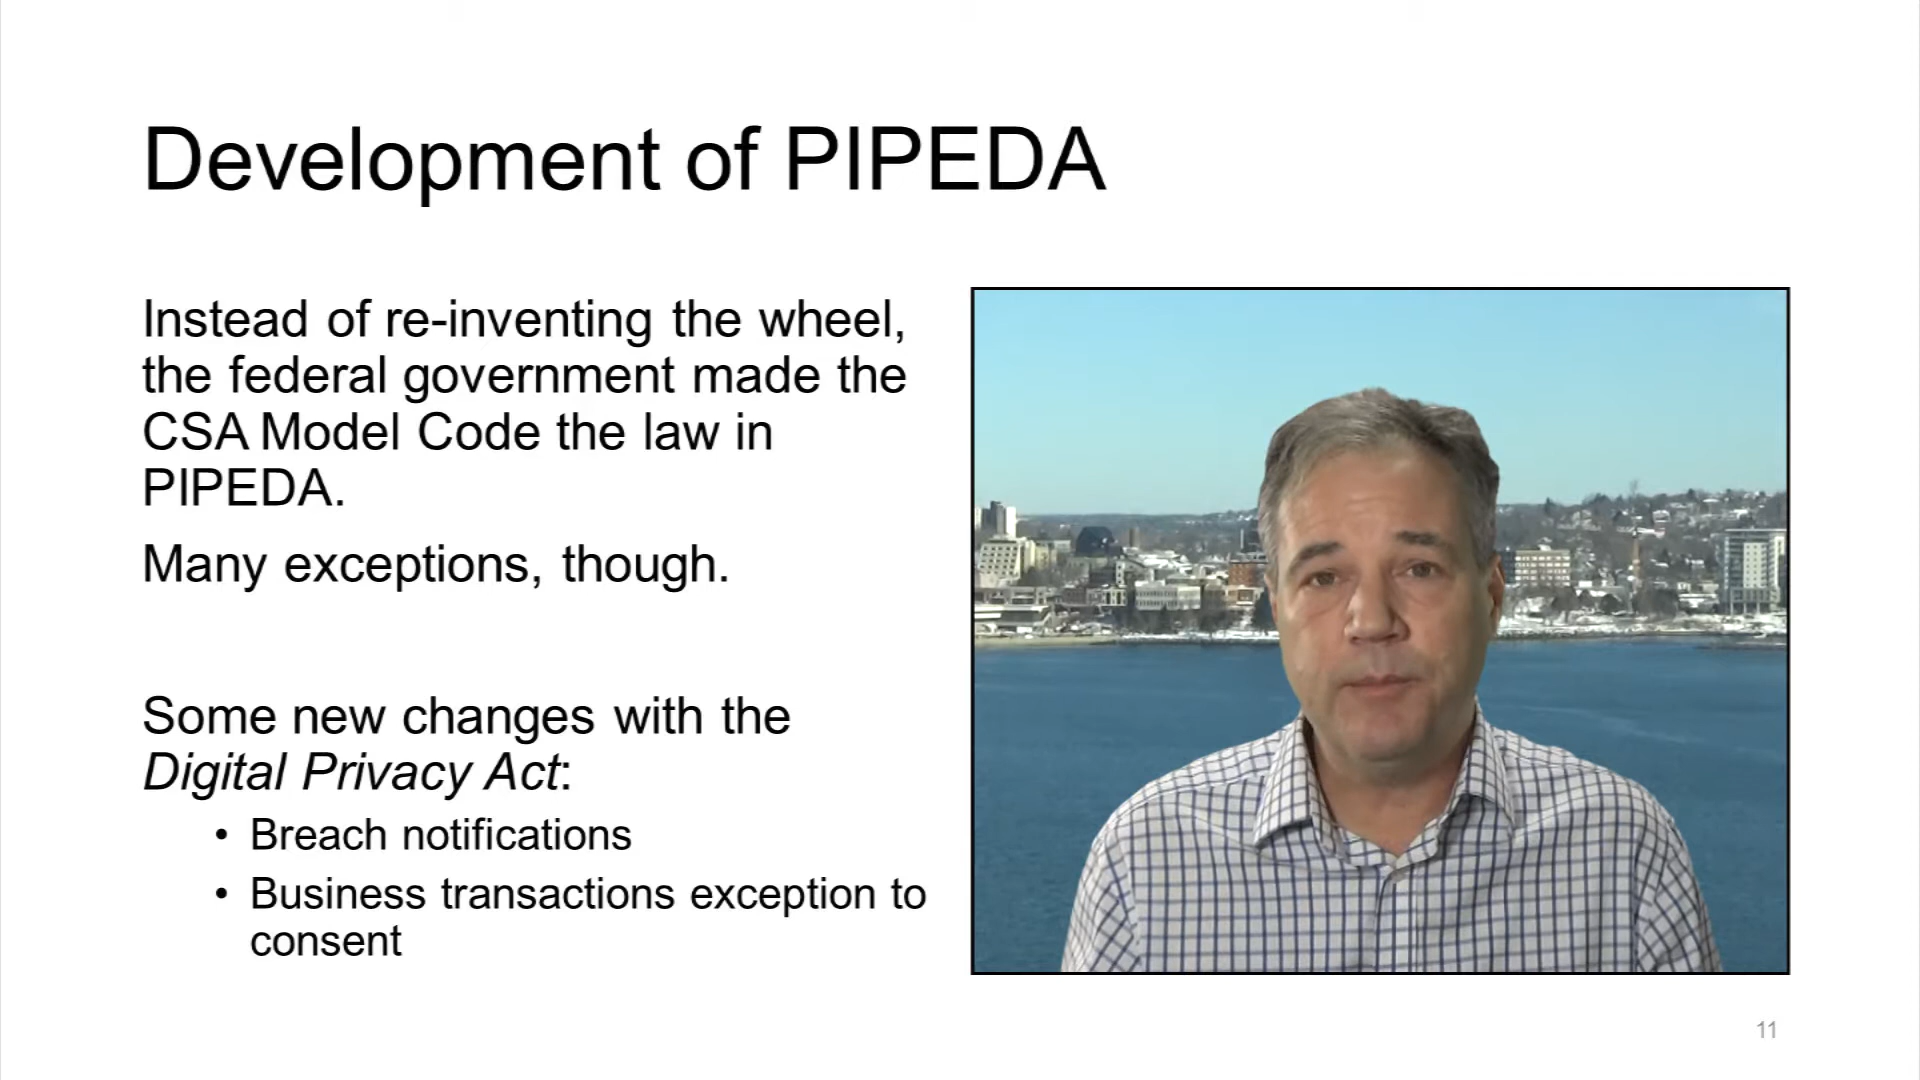 Development of PIPEDA
Instead of re-inventing the wheel,
the federal government made the
CSA Model Code the law in
PIPEDA.
Many exceptions, though.
Some new changes with the
Digital Privacy Act:
• Breach notifications
• Business transactions exception to
consent
11